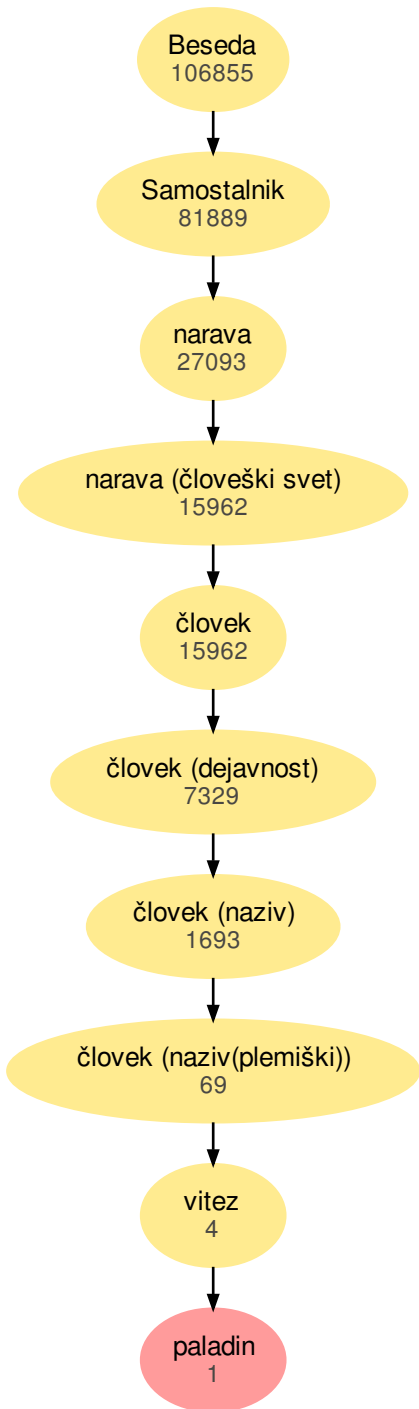 Beseda
106855
Samostalnik
81889
narava
27093
narava (človeški svet)
15962
človek
15962
človek (dejavnost)
7329
človek (naziv)
1693
človek (naziv(plemiški))
69
vitez
4
paladin
1